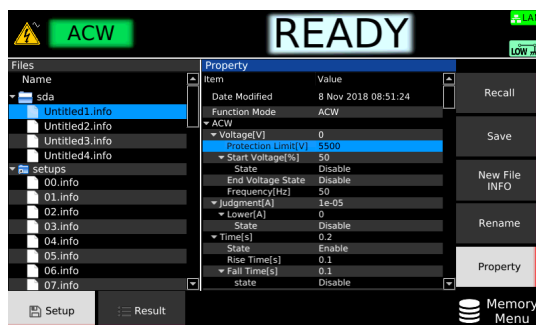 ACW
READY
LAN
LOW
Files
Property
Name
Item Value
sda
Date Modified 8 Nov 2018 08:51:24
Recall
Untitled1.info
Function Mode ACW
Untitled2.info
ACW
Untitled3.info
Voltage[V] 0
Save
Untitled4.info
Protection Limit[V] 5500
setups
Start Voltage[%] 50
00.info
State Disable
New File
INFO
01.info
End Voltage State Disable
02.info
Frequency[Hz] 50
03.info
Judgment[A] 1e-05
Rename
04.info
Lower[A] 0
05.info
State Disable
06.info
Time[s] 0.2
Property
07.info
State Enable
Rise Time[s] 0.1
Fall Time[s] 0.1
state Disable
Setup
Result
Memory
Menu